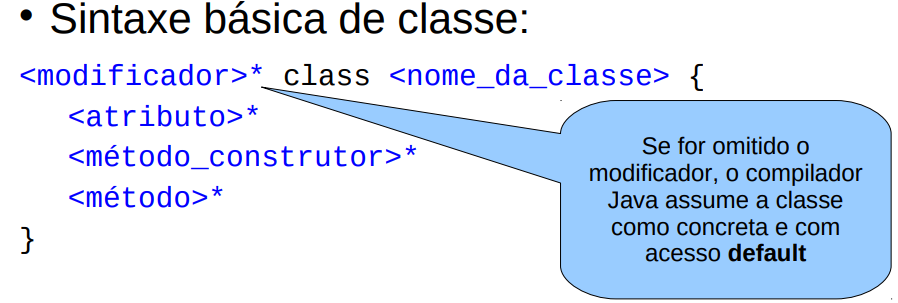 • Sintaxe básica de classe:
<modificador>* class <nome_da_classe> {
<atributo>*
<método_construtor>*
<método>*
}
Se for omitido o
modificador, o compilador
Java assume a classe
como concreta e com
acesso default